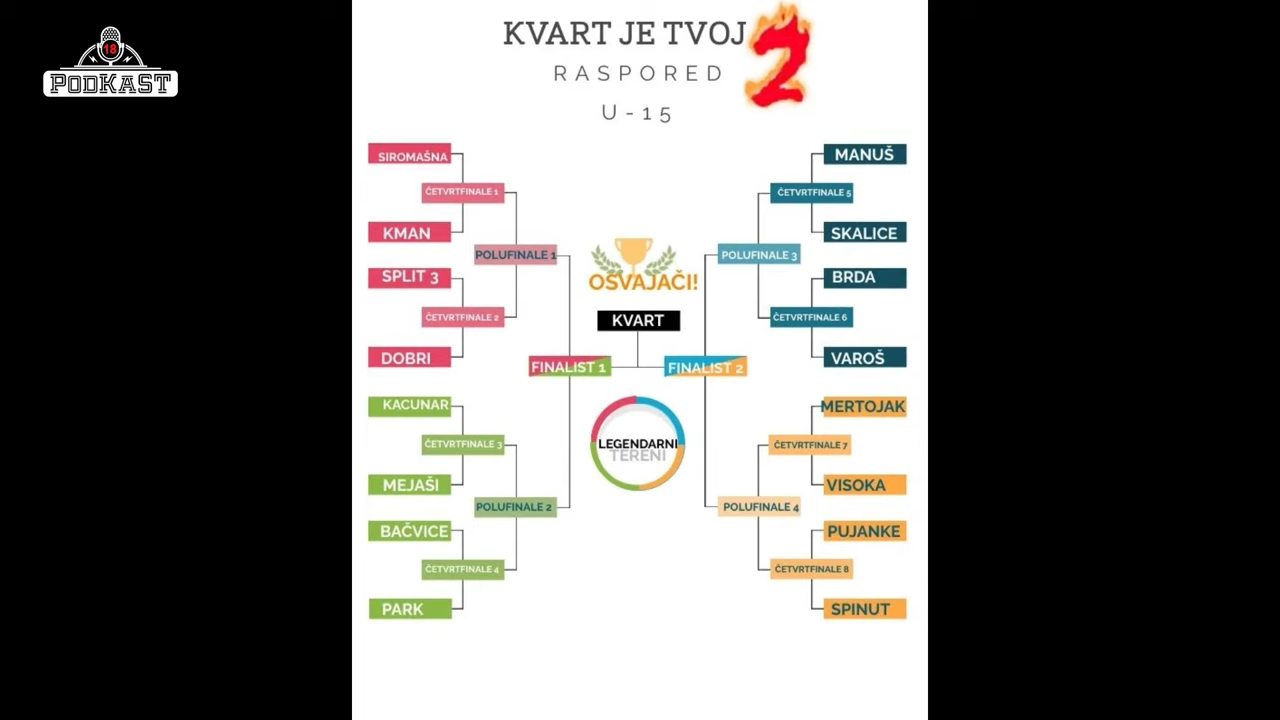 18
PODKAST
KVART JE TVOJ 2
RASPORED
U-15
SIROMAŠNA
ČETVRTFINALE 1
KMAN
POLUFINALE 1
SPLIT 3
ČETVRTFINALE 2
DOBRI
KACUNAR
ČETVRTFINALE 3
MEJAŠI
POLUFINALE 2
BAČVICE
ČETVRTFINALE 4
PARK
OSVAJAČI!
KVART
FINALIST 1
FINALIST 2
LEGENDARNI
TERENI
MANUŠ
ČETVRTFINALE 5
SKALICE
POLUFINALE 3
BRDA
ČETVRTFINALE 6
VAROŠ
MERTOJAK
ČETVRTFINALE 7
VISOKA
POLUFINALE 4
PUJANKE
ČETVRTFINALE 8
SPINUT